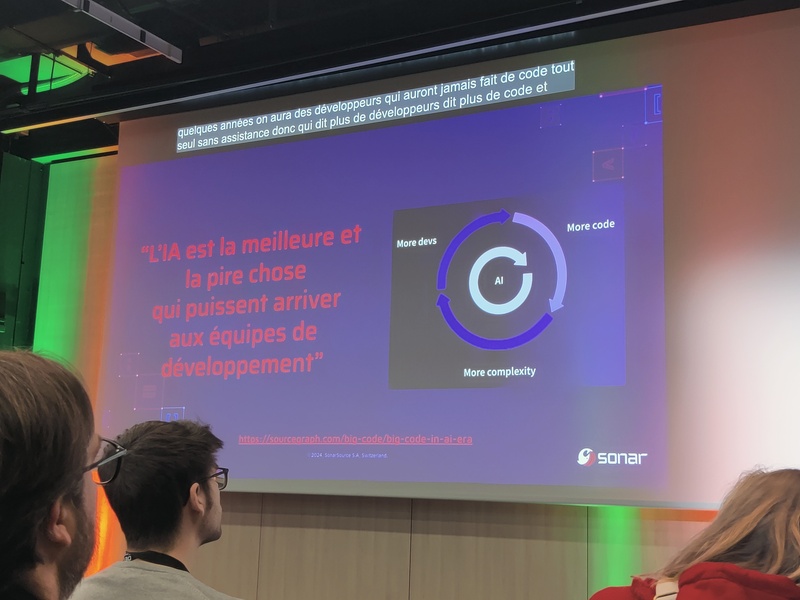 quelques années on aura des développeurs qui auront jamais fait de code tout
seul sans assistance donc qui dit plus de développeurs dit plus de code et
“L'IA est la meilleure et
la pire chose
qui puissent arriver
aux équipes de
développement”
More devs
More code
AI
More complexity
https://sourcegraph.com/big-code/big-code-in-ai-era
©2024, SonarSource S.A, Switzerland.
sonar